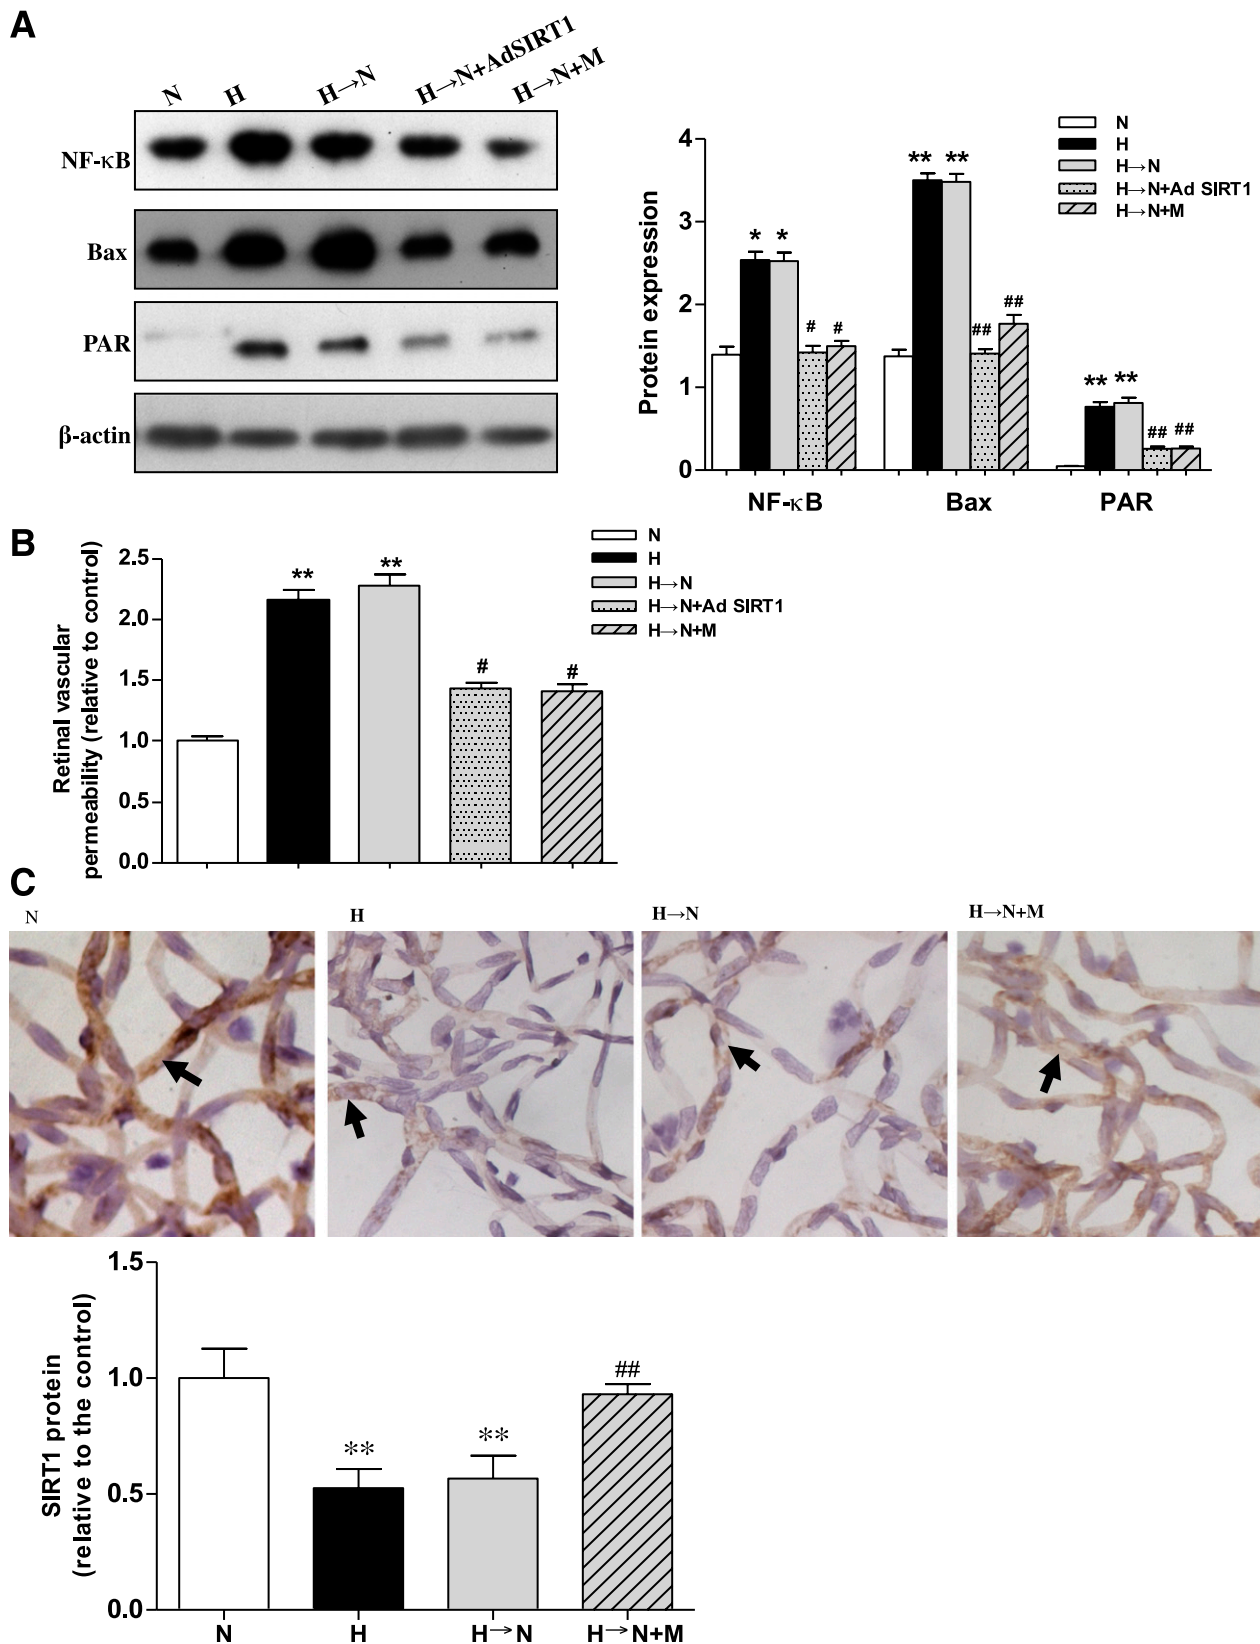 A
N
H
H→N
H→N+AdSIRT1
H→N+M
NF-κB
Bax
PAR
β-actin
Protein expression
4
3
2
1
0
** **
* *
# #
##
##
** **
## ##
NF-κB
Bax
PAR
N
H
H→N
H→N+Ad SIRT1
H→N+M
B
Retinal vascular
permeability (relative to control)
2.5
2.0
1.5
1.0
0.5
0.0
**
**
#
#
N
H
H→N
H→N+Ad SIRT1
H→N+M
C
N
H
H→N
H→N+M
SIRT1 protein
(relative to the control)
1.5
1.0
0.5
0.0
**
**
##
N
H
H→N
H→N+M